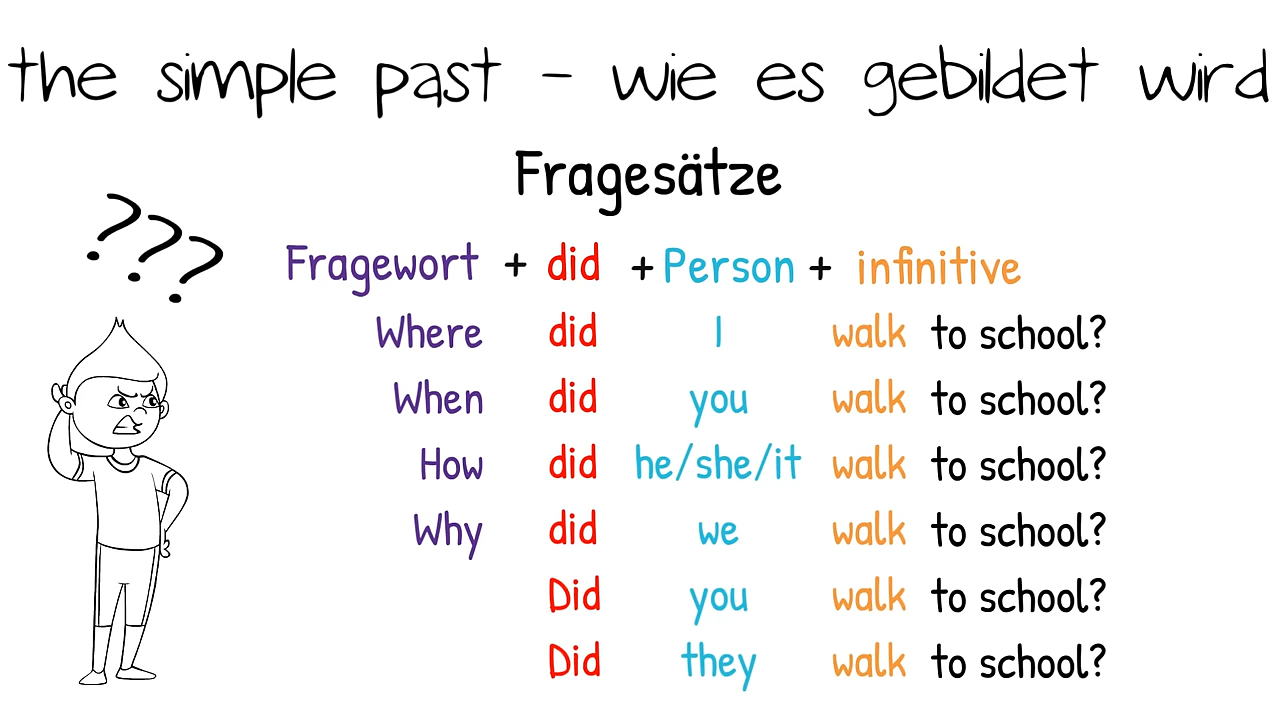 the simple past - wie es gebildet wird
Fragesätze
???
Fragewort + did + Person + infinitive
Where did I walk to school?
When did you walk to school?
How did he/she/it walk to school?
Why did we walk to school?
Did you walk to school?
Did they walk to school?